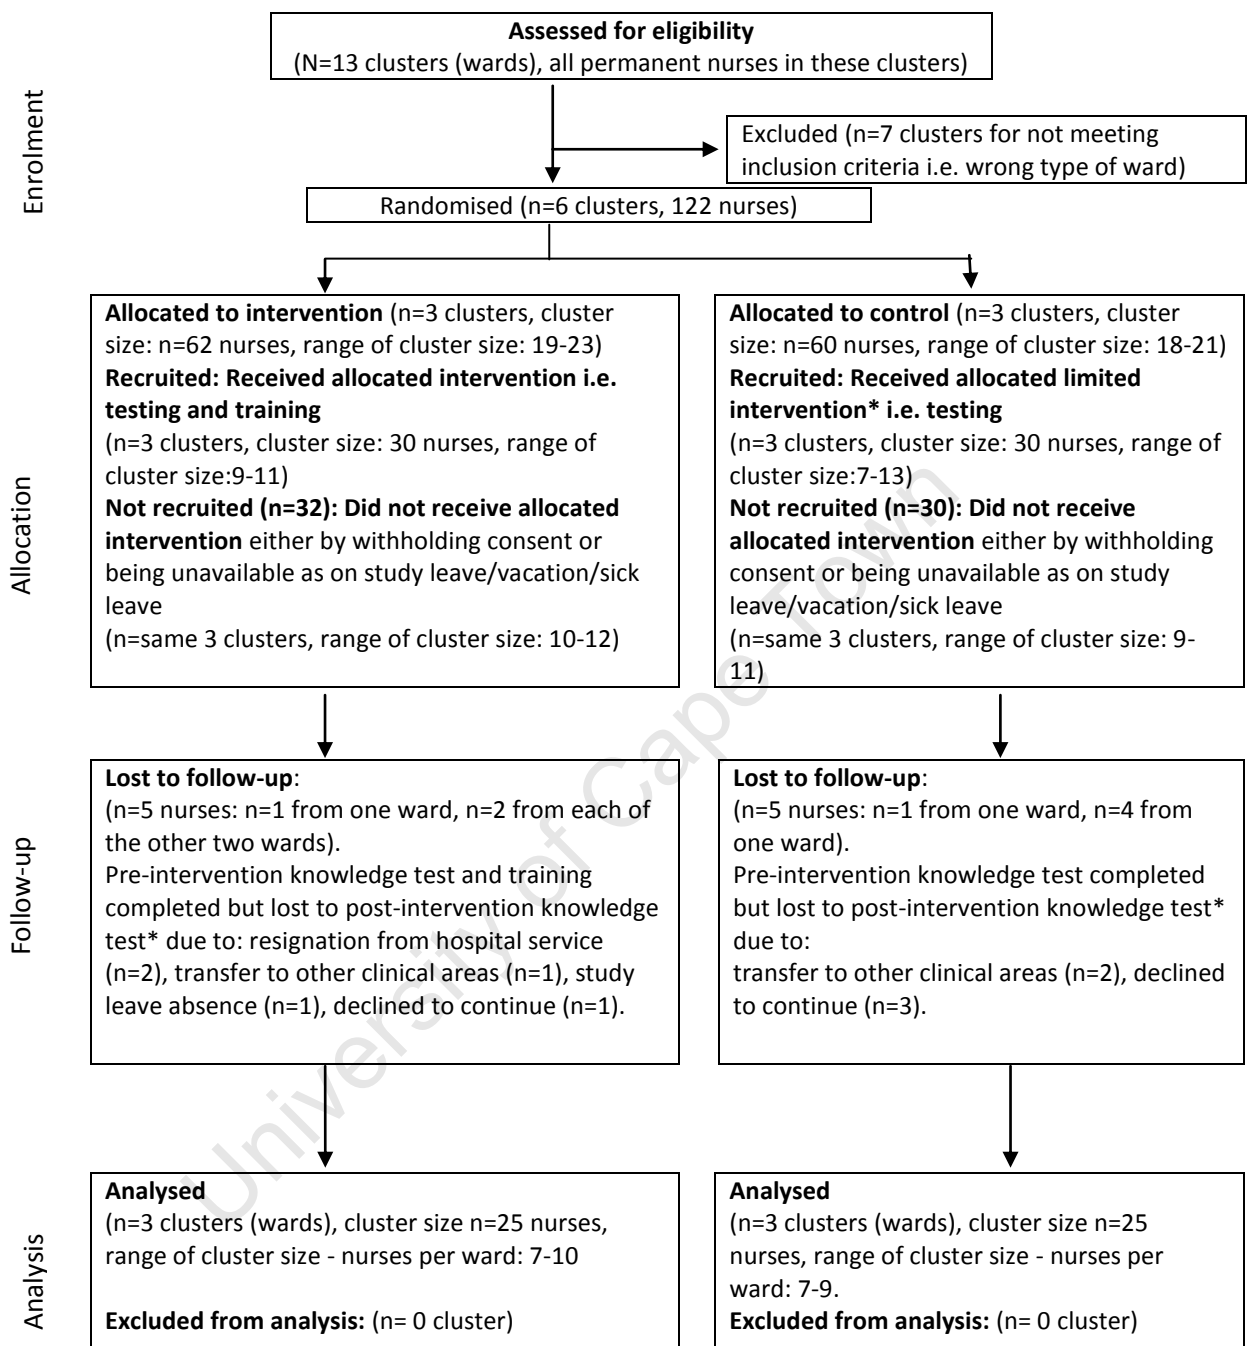 Assessed for eligibility
(N=13 clusters (wards), all permanent nurses in these clusters)
Enrolment
Excluded (n=7 clusters for not meeting
inclusion criteria i.e. wrong type of ward)
Randomised (n=6 clusters, 122 nurses)
Allocation
Allocated to intervention (n=3 clusters, cluster
size: n=62 nurses, range of cluster size: 19-23)
Recruited: Received allocated intervention i.e.
testing and training
(n=3 clusters, cluster size: 30 nurses, range of
cluster size:9-11)
Not recruited (n=32): Did not receive allocated
intervention either by withholding consent or
being unavailable as on study leave/vacation/sick
leave
(n=same 3 clusters, range of cluster size: 10-12)
Allocated to control (n=3 clusters, cluster
size: n=60 nurses, range of cluster size: 18-21)
Recruited: Received allocated limited
intervention* i.e. testing
(n=3 clusters, cluster size: 30 nurses, range of
cluster size:7-13)
Not recruited (n=30): Did not receive
allocated intervention either by withholding
consent or being unavailable as on study
leave/vacation/sick leave
(n=same 3 clusters, range of cluster size: 9-
11)
Follow-up
Lost to follow-up:
(n=5 nurses: n=1 from one ward, n=2 from each of
the other two wards).
Pre-intervention knowledge test and training
completed but lost to post-intervention knowledge
test* due to: resignation from hospital service
(n=2), transfer to other clinical areas (n=1), study
leave absence (n=1), declined to continue (n=1).
Lost to follow-up:
(n=5 nurses: n=1 from one ward, n=4 from
one ward).
Pre-intervention knowledge test completed
but lost to post-intervention knowledge test*
due to:
transfer to other clinical areas (n=2), declined
to continue (n=3).
Analysis
Analysed
(n=3 clusters (wards), cluster size n=25 nurses,
range of cluster size - nurses per ward: 7-10
Excluded from analysis: (n= 0 cluster)
Analysed
(n=3 clusters (wards), cluster size n=25
nurses, range of cluster size - nurses per
ward: 7-9.
Excluded from analysis: (n= 0 cluster)
University of Cape Town